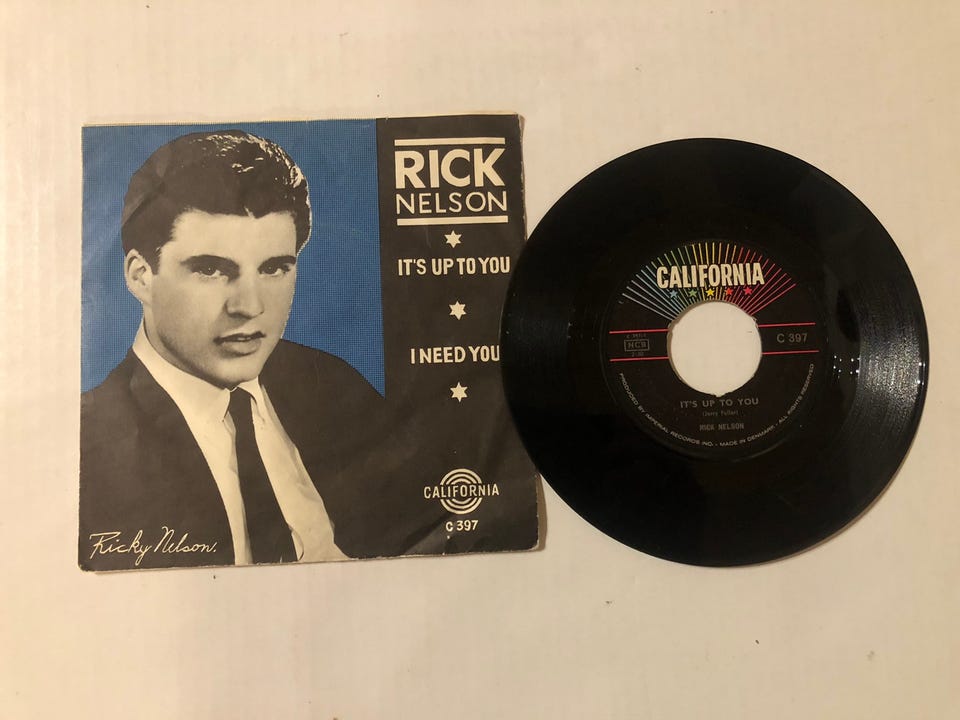 RICK
NELSON
IT'S UP TO YOU
I NEED YOU
CALIFORNIA
C 397
Ricky Nelson.
CALIFORNIA
NCB
C 397
IT'S UP TO YOU
(Jerry Fuller)
RICK NELSON
PRODUCED BY IMPERIAL RECORDS INC. - MADE IN DENMARK. - ALL RIGHTS RESERVED